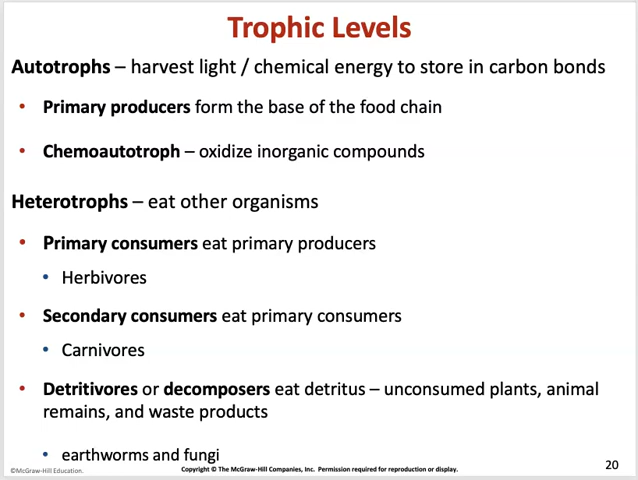 Trophic Levels
Autotrophs – harvest light / chemical energy to store in carbon bonds
• Primary producers form the base of the food chain
• Chemoautotroph – oxidize inorganic compounds
Heterotrophs – eat other organisms
• Primary consumers eat primary producers
• Herbivores
• Secondary consumers eat primary consumers
• Carnivores
• Detritivores or decomposers eat detritus – unconsumed plants, animal
remains, and waste products
• earthworms and fungi
©McGraw-Hill Education.
Copyright © The McGraw-Hill Companies, Inc. Permission required for reproduction or display.
20